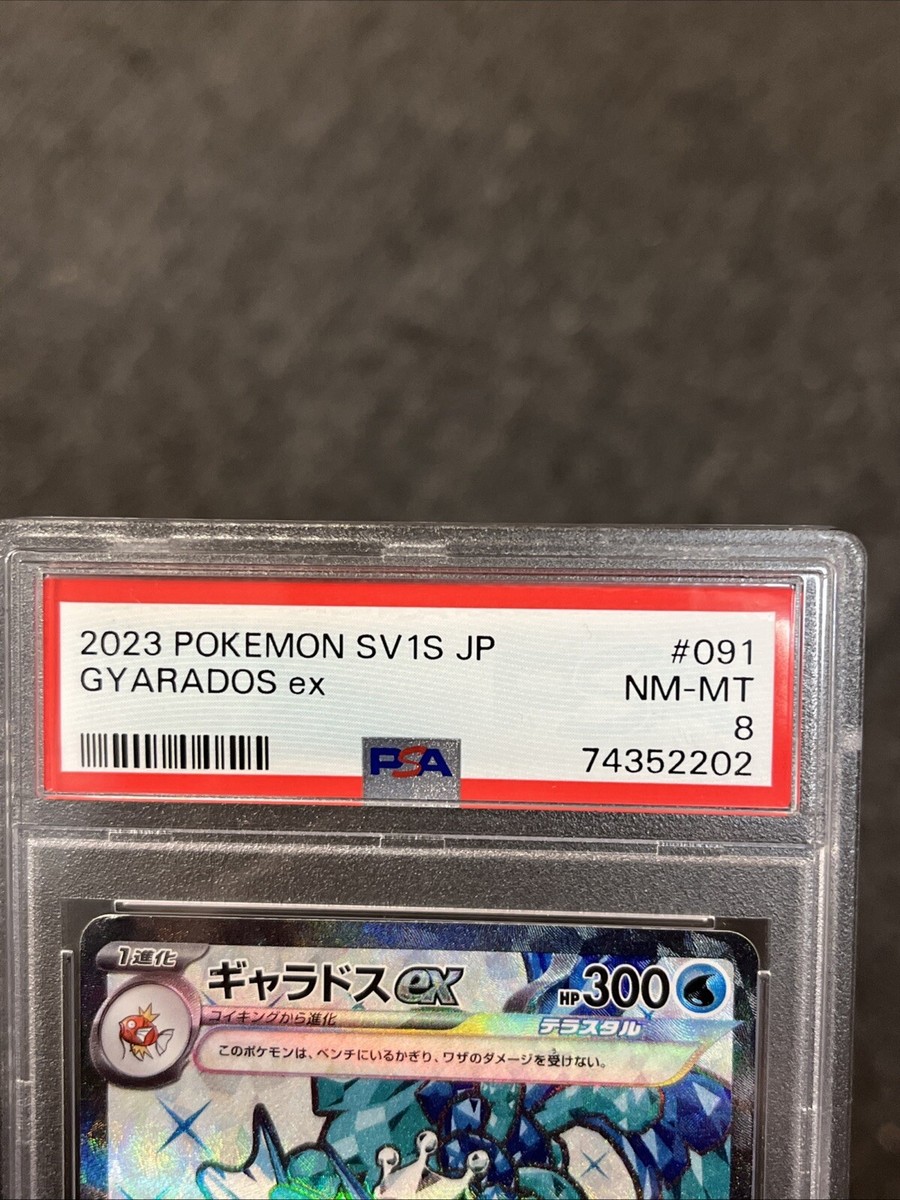 2023 POKEMON SV1S JP #091
GYARADOS ex NM-MT
8
PSA 74352202
1進化 ギャラドスex HP300
コイキングから進化 テラスタル
このポケモンは、ベンチにいるかぎり、ワザのダメージを受けない。